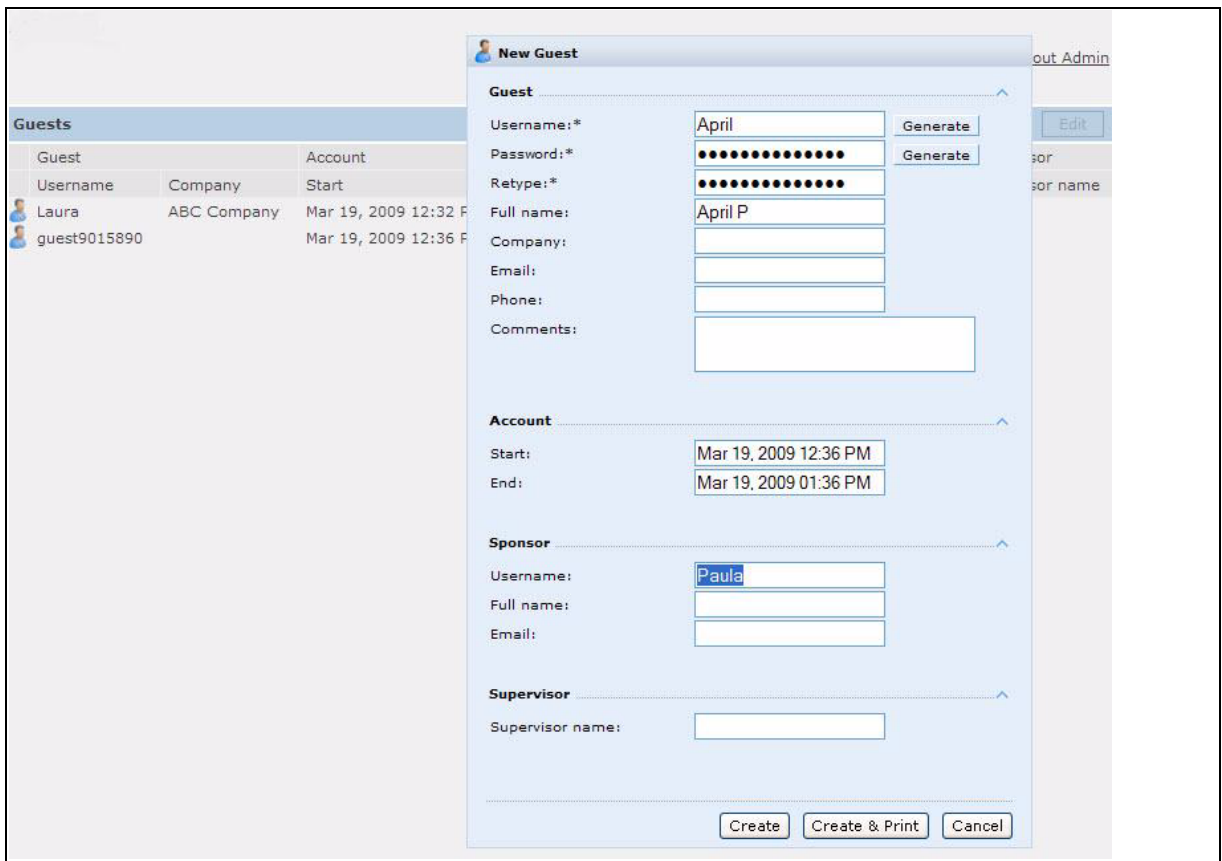 New Guest
out Admin
Guest
Guests
Edit
Username:* April Generate
Password:* ●●●●●●●●●●●●●● Generate
Retype:* ●●●●●●●●●●●●●●
Full name: April P
Company:
Email:
Phone:
Comments:
Guest Account sor
Username Company Start sor name
Laura ABC Company Mar 19, 2009 12:32 P
guest9015890 Mar 19, 2009 12:36 P
Account
Start: Mar 19, 2009 12:36 PM
End: Mar 19, 2009 01:36 PM
Sponsor
Username: Paula
Full name:
Email:
Supervisor
Supervisor name:
Create Create & Print Cancel